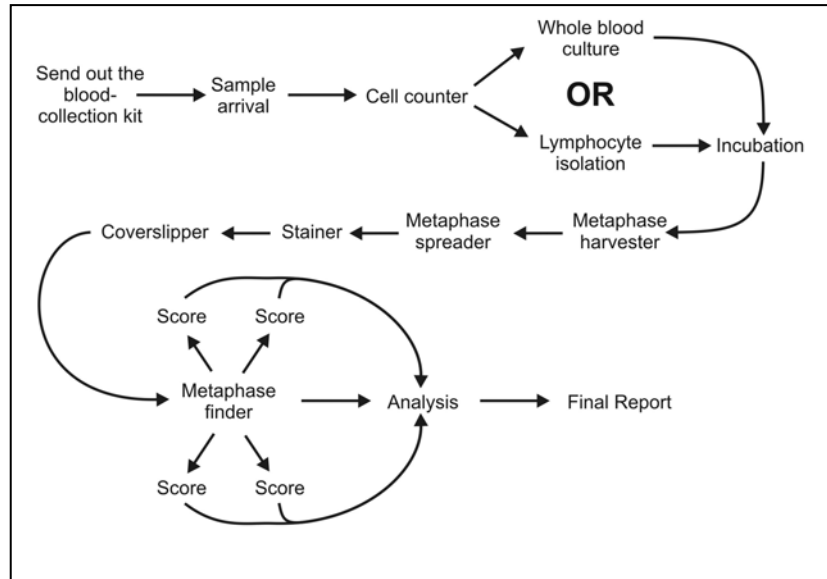 Whole blood
culture
Send out the
blood-
collection kit
Sample
arrival
Cell counter
OR
Lymphocyte
isolation
Incubation
Coverslipper
Stainer
Metaphase
spreader
Metaphase
harvester
Score
Score
Metaphase
finder
Analysis
Final Report
Score
Score